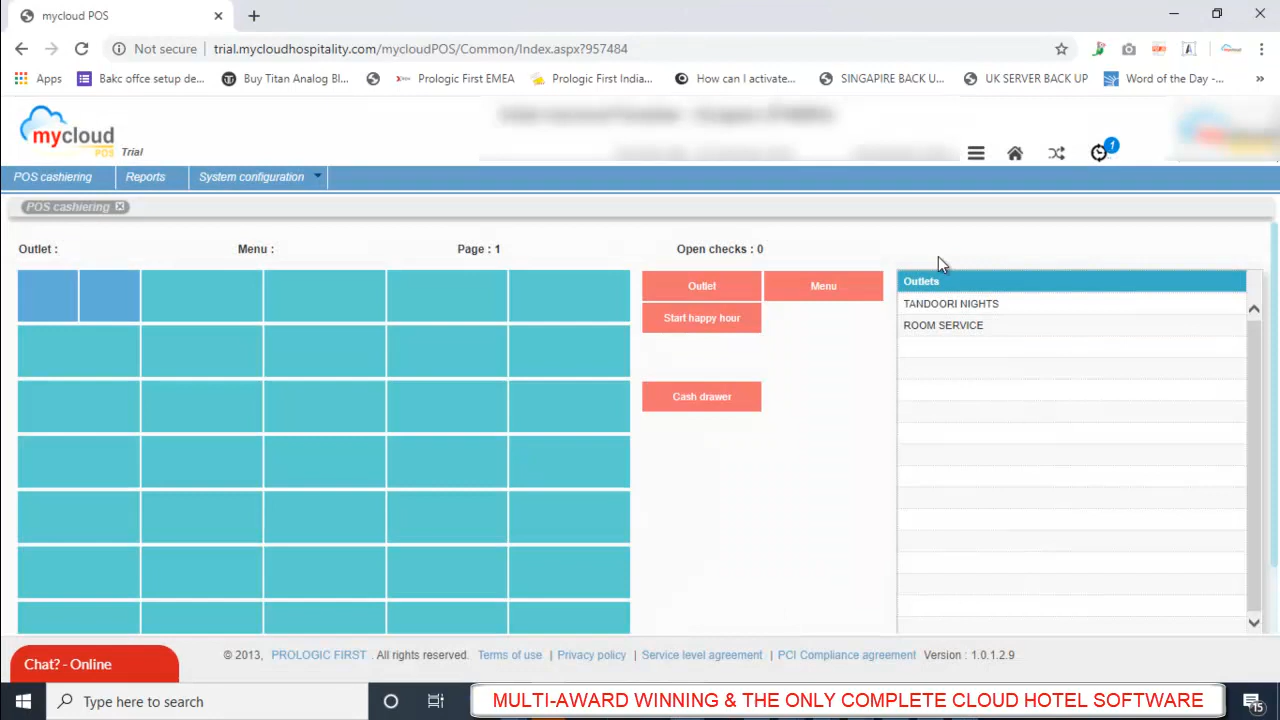 mycloud POS
Not secure
trial.mycloudhospitality.com/mycloudPOS/Common/Index.aspx?957484
Apps
Bakc offce setup de...
Buy Titan Analog Bl...
Prologic First EMEA
Prologic First India...
How can I activate...
SINGAPIRE BACK U...
UK SERVER BACK UP
Word of the Day -...
»
mycloud
POS
Trial
1
POS cashiering
Reports
System configuration
POS cashiering
Outlet :
Menu :
Page : 1
Open checks : 0
Outlet
Menu
Start happy hour
Cash drawer
Outlets
TANDOORI NIGHTS
ROOM SERVICE
Chat? - Online
© 2013, PROLOGIC FIRST . All rights reserved. Terms of use | Privacy policy | Service level agreement | PCI Compliance agreement Version : 1.0.1.2.9
Type here to search
MULTI-AWARD WINNING & THE ONLY COMPLETE CLOUD HOTEL SOFTWARE
15